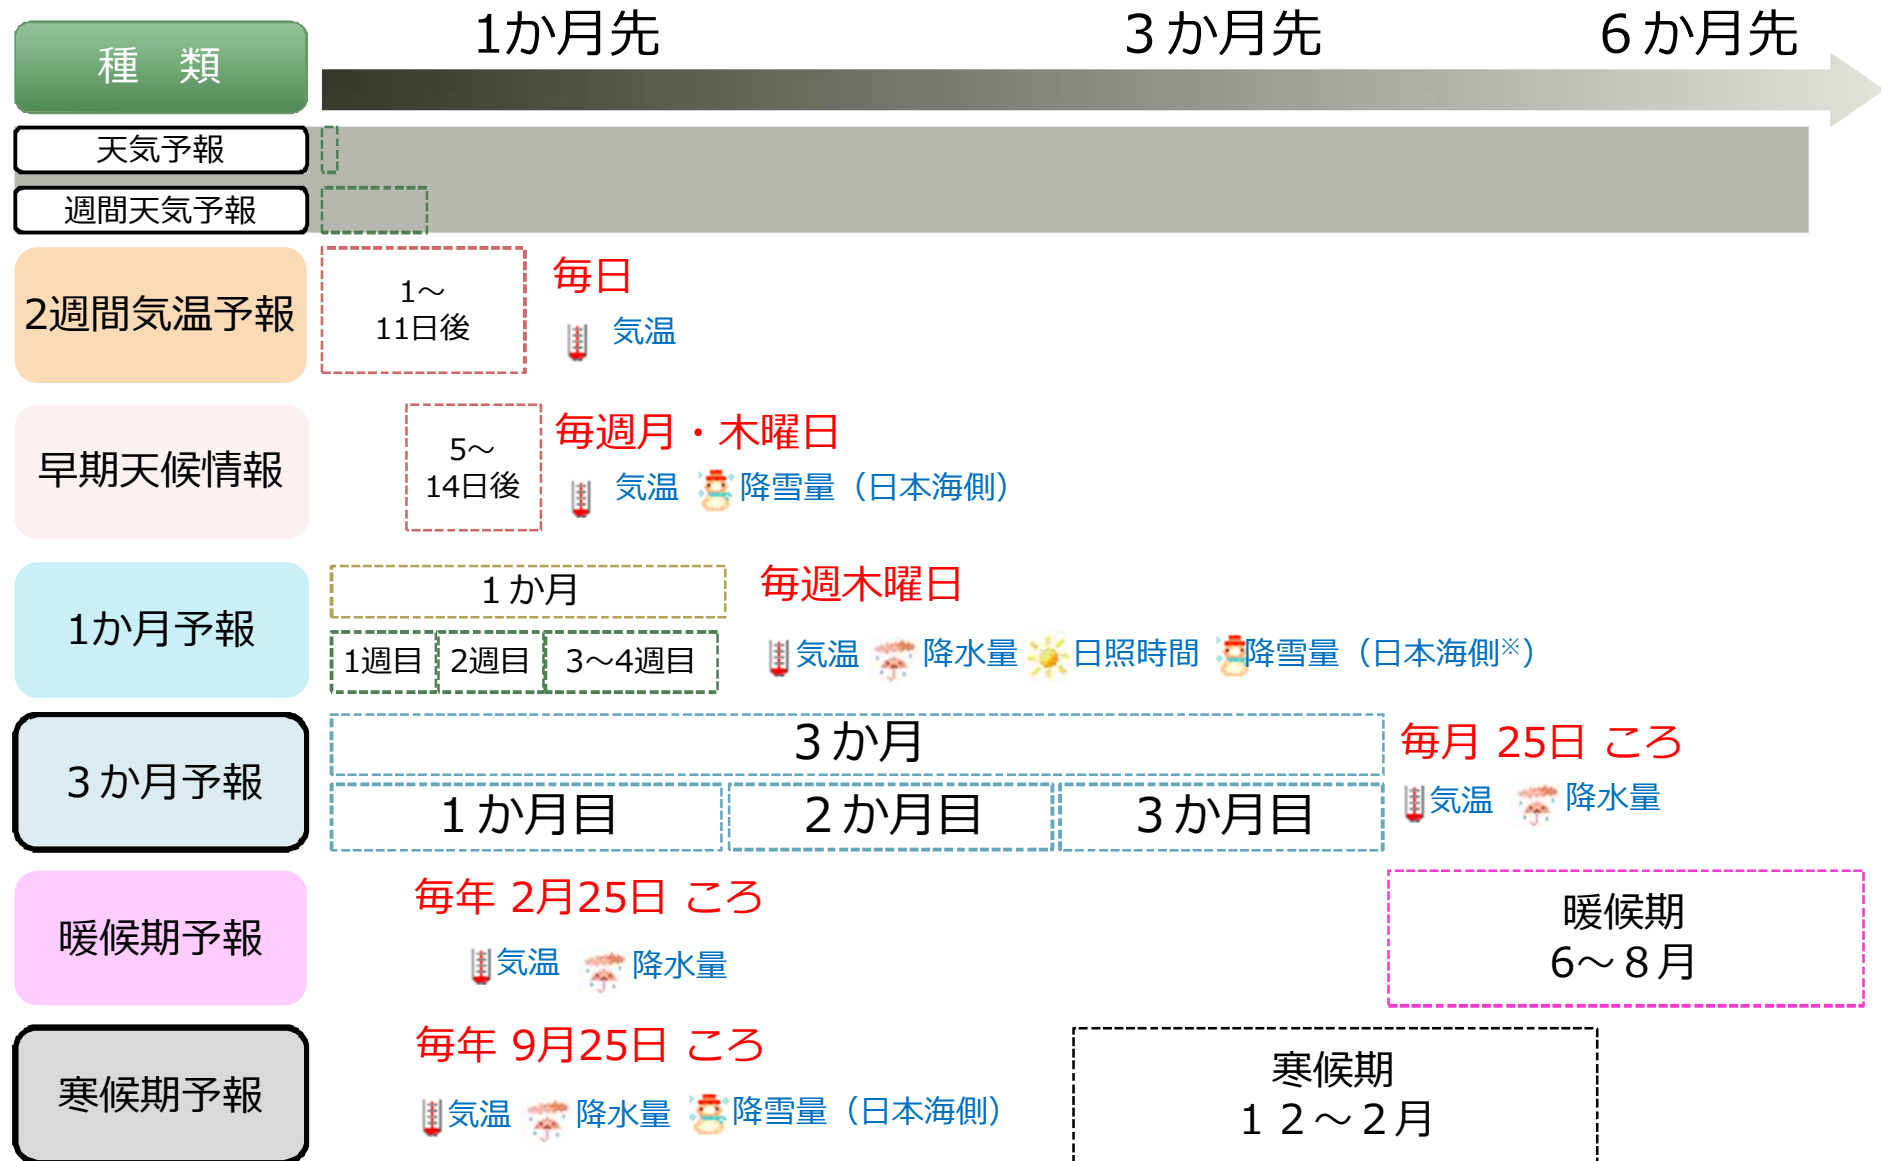 種　類
1か月先
３か月先
６か月先
天気予報
週間天気予報
2週間気温予報
1～
11日後
毎日
気温
早期天候情報
5～
14日後
毎週月・木曜日
気温
降雪量（日本海側）
1か月予報
１か月
1週目
2週目
3～4週目
毎週木曜日
気温
降水量
日照時間
降雪量（日本海側※）
３か月予報
３か月
１か月目
２か月目
３か月目
毎月 25日 ころ
気温
降水量
暖候期予報
毎年 2月25日 ころ
気温
降水量
暖候期
6～８月
寒候期予報
毎年 9月25日 ころ
気温
降水量
降雪量（日本海側）
寒候期
１２～２月